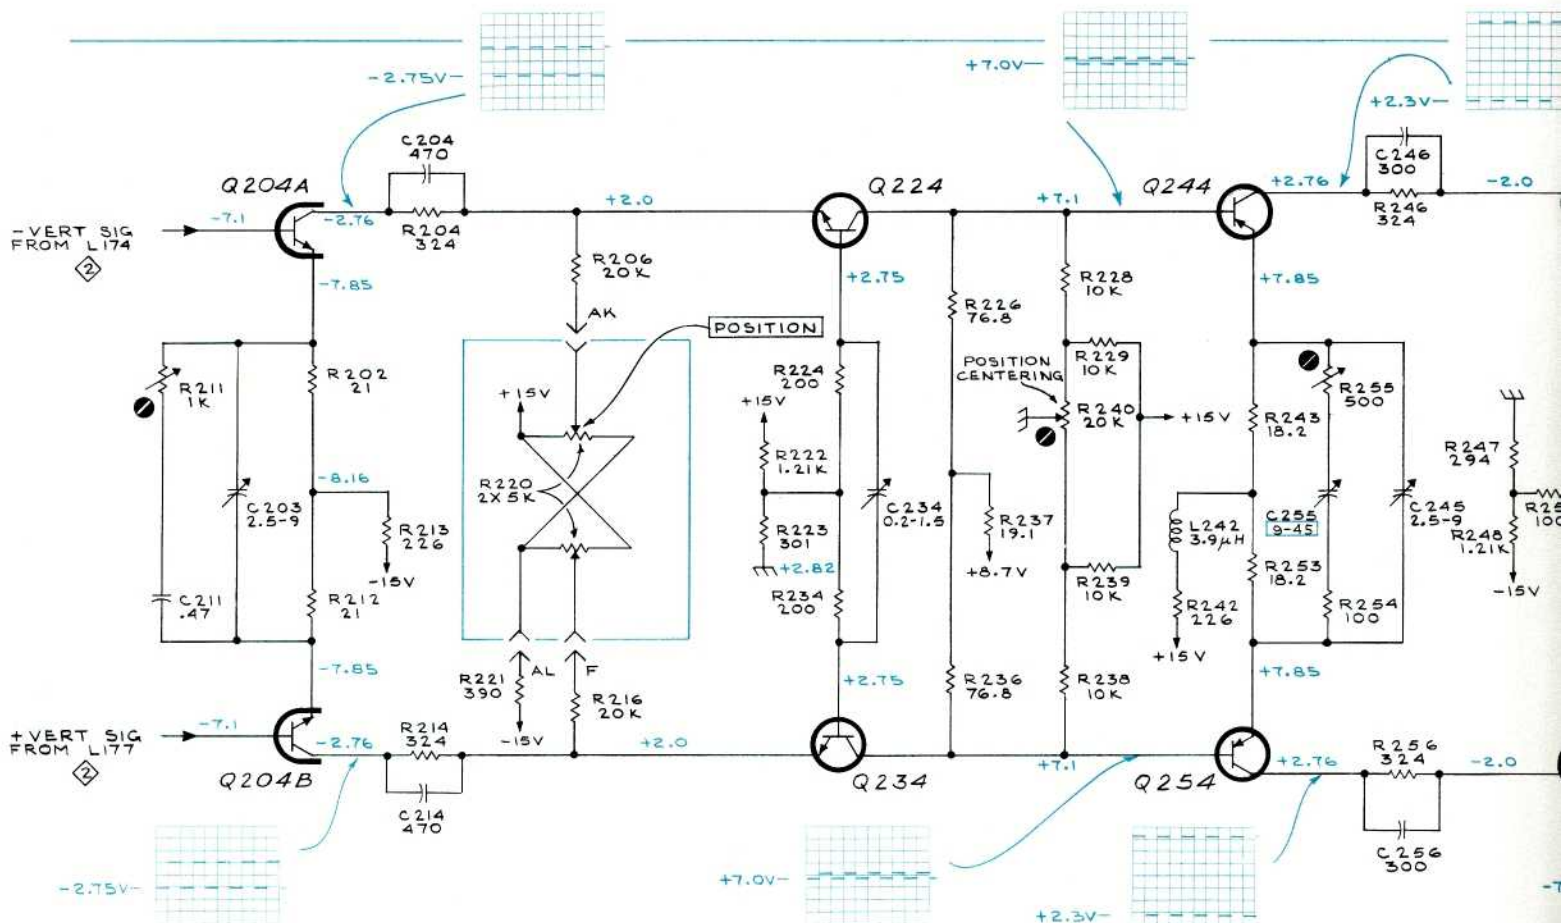 -2.75V
+7.0V
+2.3V
C204
470
C246
300
Q204A
Q224
Q244
-7.1
-2.76
+2.0
+7.1
+2.76
-2.0
R204
324
R246
324
-VERT SIG
FROM L174
2
R206
20K
+2.75
R228
10K
+7.85
-7.85
AK
R226
76.8
POSITION
R211
1K
R202
21
R224
200
POSITION
CENTERING
R229
10K
R255
500
+15V
+15V
R240
20K
+15V
R243
18.2
R247
294
R222
1.21K
-8.16
R220
2X5K
C203
2.5-9
R213
226
R223
301
C234
0.2-1.5
R237
19.1
L242
3.9μH
C255
9-45
C245
2.5-9
R248
1.21K
100
+2.82
+8.7V
R239
10K
R253
18.2
-15V
-15V
C211
.47
R212
21
R234
200
R242
226
R254
100
+15V
-7.85
R221
390
AL
F
+2.75
R236
76.8
R238
10K
+7.85
R216
20K
+VERT SIG
FROM L177
2
-7.1
-2.76
R214
324
-15V
+2.0
+7.1
+2.76
R256
324
-2.0
Q204B
Q234
Q254
C214
470
C256
300
-2.75V
+7.0V
+2.3V